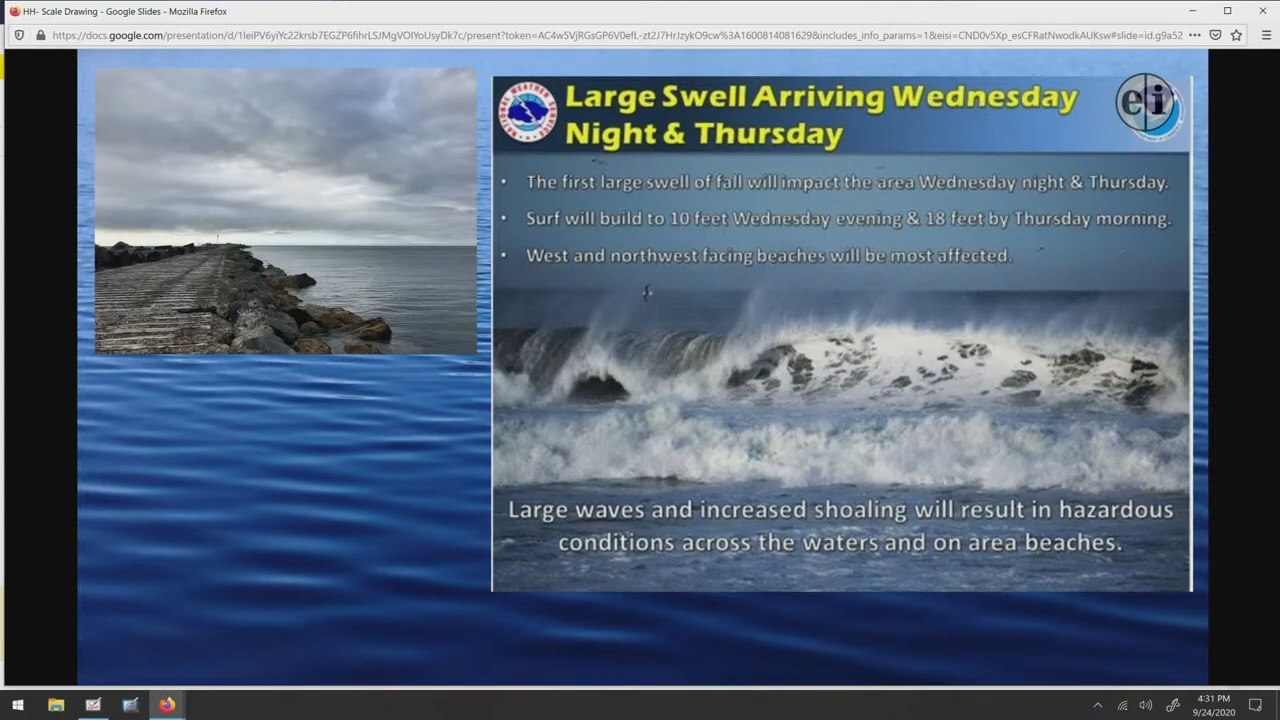 HH- Scale Drawing - Google Slides - Mozilla Firefox
https://docs.google.com/presentation/d/1leiPV6yiYc22krsb7EGZP6fihrLSJMgVOlYoUsyDk7c/present?token=AC4w5VjRGsGP6V0efL-zt2J7HrJzykO9cw%3A1600814081629&includes_info_params=1&eisi=CND0v5Xp_esCFRatNwodkAUKsw#slide=id.g9a52
NATIONAL WEATHER SERVICE
Large Swell Arriving Wednesday
Night & Thursday
• The first large swell of fall will impact the area Wednesday night & Thursday.
• Surf will build to 10 feet Wednesday evening & 18 feet by Thursday morning.
• West and northwest facing beaches will be most affected.
Large waves and increased shoaling will result in hazardous
conditions across the waters and on area beaches.
4:31 PM
9/24/2020